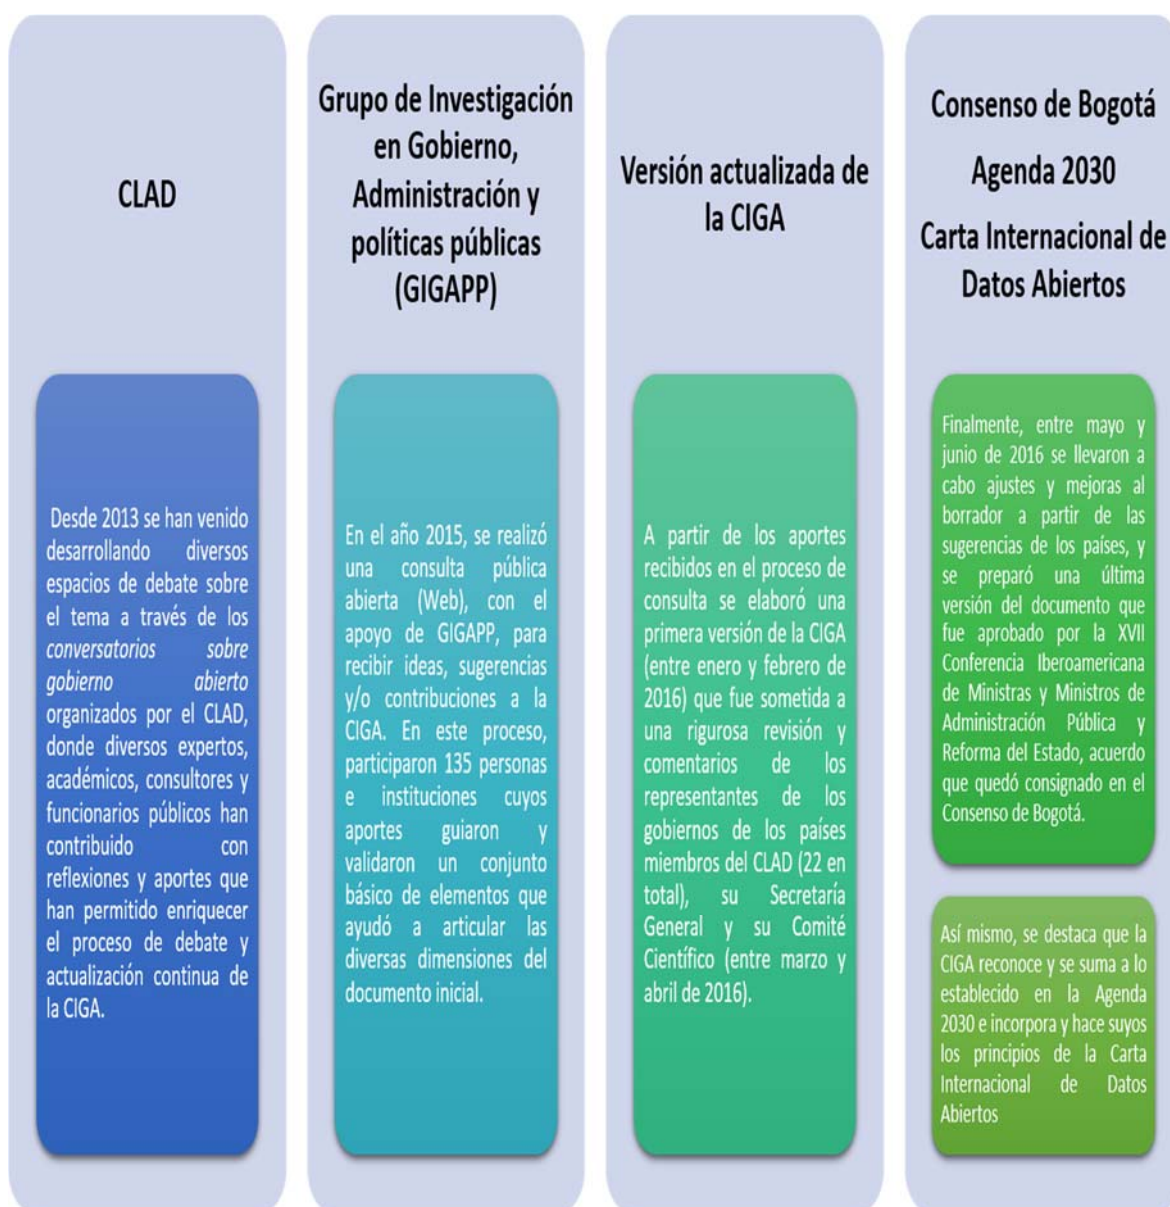 CLAD
Desde 2013 se han venido
desarrollando diversos
espacios de debate sobre
el tema a través de los
conversatorios sobre
gobierno abierto
organizados por el CLAD,
donde diversos expertos,
académicos, consultores y
funcionarios públicos han
contribuido con
reflexiones y aportes que
han permitido enriquecer
el proceso de debate y
actualización continua de
la CIGA.
Grupo de Investigación
en Gobierno,
Administración y
políticas públicas
(GIGAPP)
En el año 2015, se realizó
una consulta pública
abierta (Web), con el
apoyo de GIGAPP, para
recibir ideas, sugerencias
y/o contribuciones a la
CIGA. En este proceso,
participaron 135 personas
e instituciones cuyos
aportes guiaron y
validaron un conjunto
básico de elementos que
ayudó a articular las
diversas dimensiones del
documento inicial.
Versión actualizada de
la CIGA
A partir de los aportes
recibidos en el proceso de
consulta se elaboró una
primera versión de la CIGA
(entre enero y febrero de
2016) que fue sometida a
una rigurosa revisión y
comentarios de los
representantes de los
gobiernos de los países
miembros del CLAD (22 en
total), su Secretaría
General y su Comité
Científico (entre marzo y
abril de 2016).
Consenso de Bogotá
Agenda 2030
Carta Internacional de
Datos Abiertos
Finalmente, entre mayo y
junio de 2016 se llevaron a
cabo ajustes y mejoras al
borrador a partir de las
sugerencias de los países, y
se preparó una última
versión del documento que
fue aprobado por la XVII
Conferencia Iberoamericana
de Ministras y Ministros de
Administración Pública y
Reforma del Estado, acuerdo
que quedó consignado en el
Consenso de Bogotá.
Así mismo, se destaca que la
CIGA reconoce y se suma a lo
establecido en la Agenda
2030 e incorpora y hace suyos
los principios de la Carta
Internacional de Datos
Abiertos